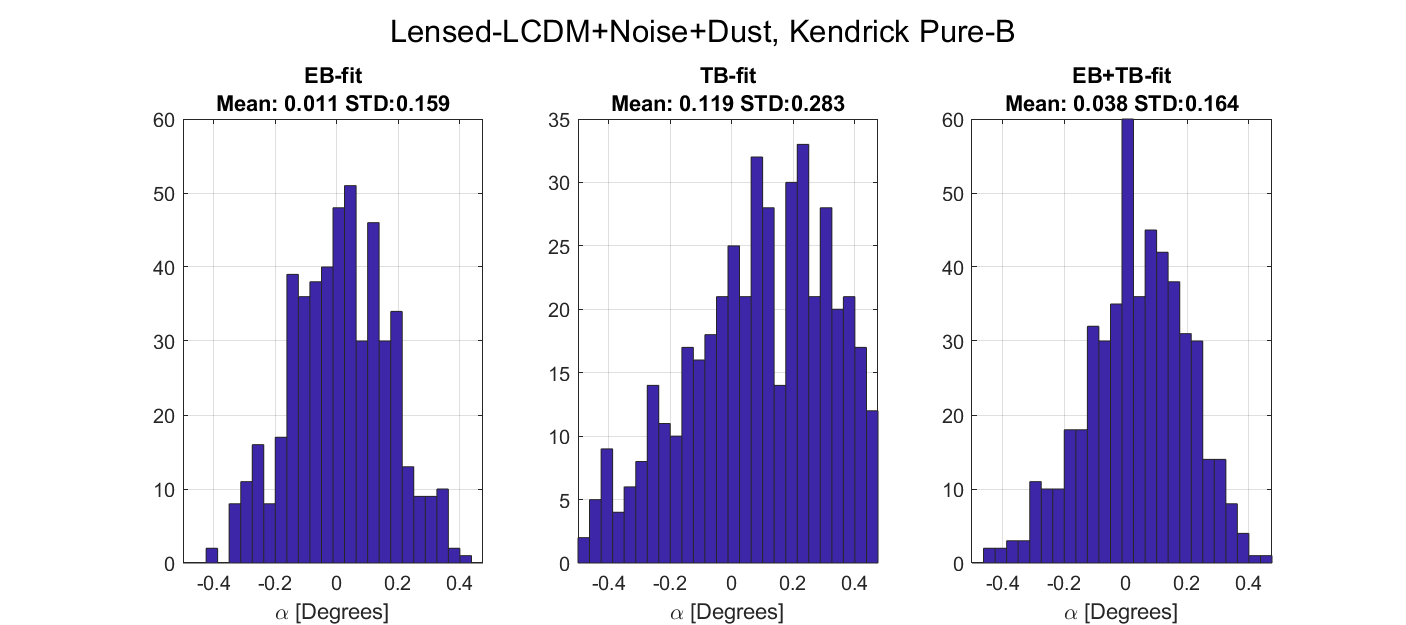 Lensed-LCDM+Noise+Dust, Kendrick Pure-B
EB-fit
Mean: 0.011 STD:0.159
60
50
40
30
20
10
0
-0.4 -0.2 0 0.2 0.4
α [Degrees]
TB-fit
Mean: 0.119 STD:0.283
35
30
25
20
15
10
5
0
-0.4 -0.2 0 0.2 0.4
α [Degrees]
EB+TB-fit
Mean: 0.038 STD:0.164
60
50
40
30
20
10
0
-0.4 -0.2 0 0.2 0.4
α [Degrees]